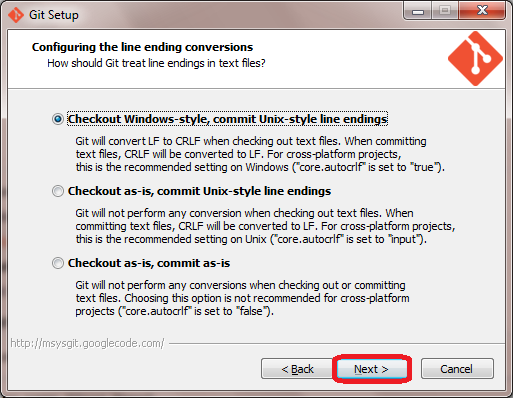 Git Setup
Configuring the line ending conversions
How should Git treat line endings in text files?
Checkout Windows-style, commit Unix-style line endings
Git will convert LF to CRLF when checking out text files. When committing
text files, CRLF will be converted to LF. For cross-platform projects,
this is the recommended setting on Windows ("core.autocrlf" is set to "true").
Checkout as-is, commit Unix-style line endings
Git will not perform any conversion when checking out text files. When
committing text files, CRLF will be converted to LF. For cross-platform projects,
this is the recommended setting on Unix ("core.autocrlf" is set to "input").
Checkout as-is, commit as-is
Git will not perform any conversions when checking out or committing
text files. Choosing this option is not recommended for cross-platform
projects ("core.autocrlf" is set to "false").
http://msysgit.googlecode.com/
< Back
Next >
Cancel